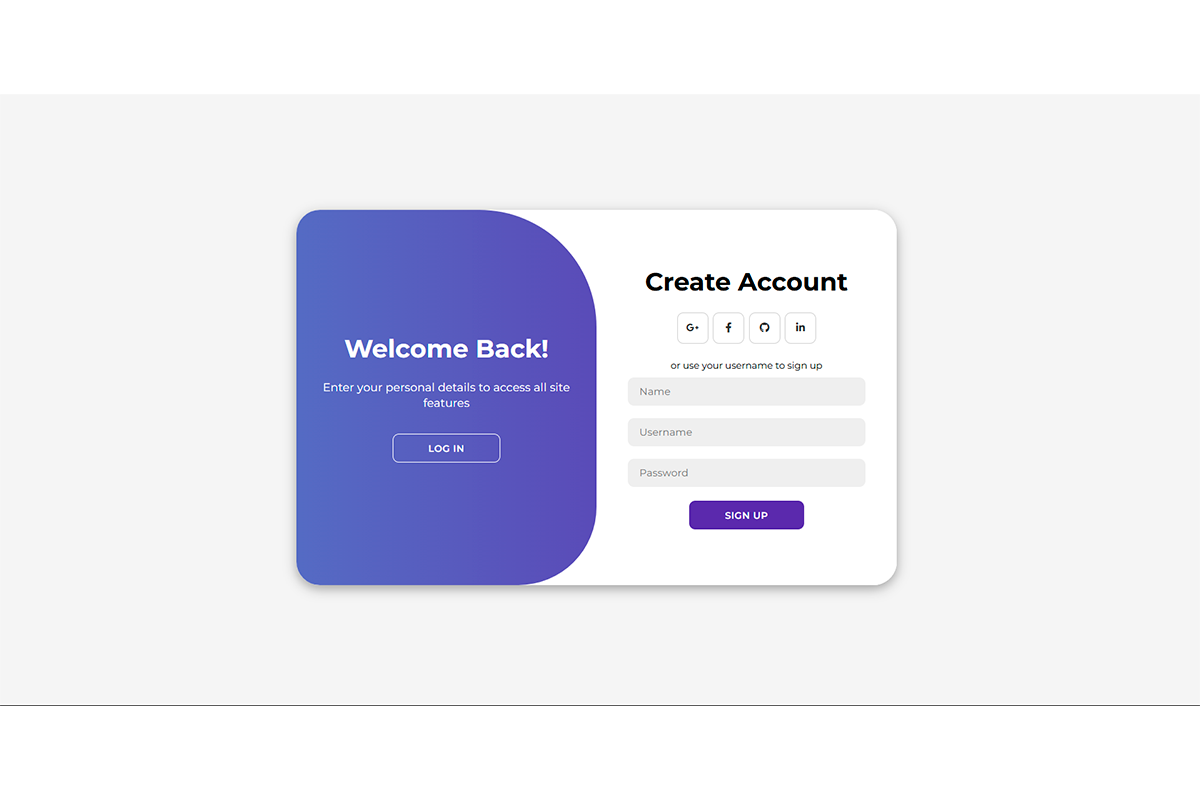 Welcome Back!
Enter your personal details to access all site
features
LOG IN
Create Account
G+
f
in
or use your username to sign up
Name
Username
Password
SIGN UP